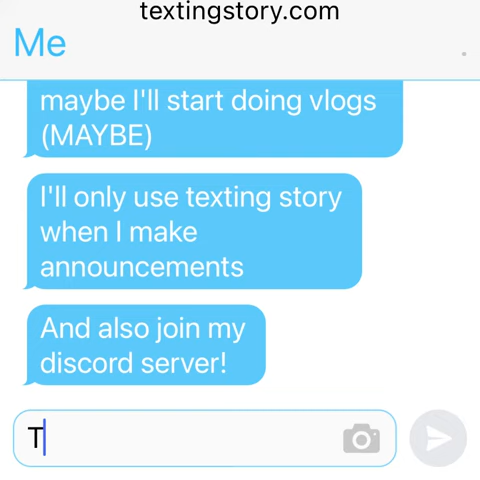 textingstory.com
Me
maybe I'll start doing vlogs
(MAYBE)
I'll only use texting story
when I make
announcements
And also join my
discord server!
T